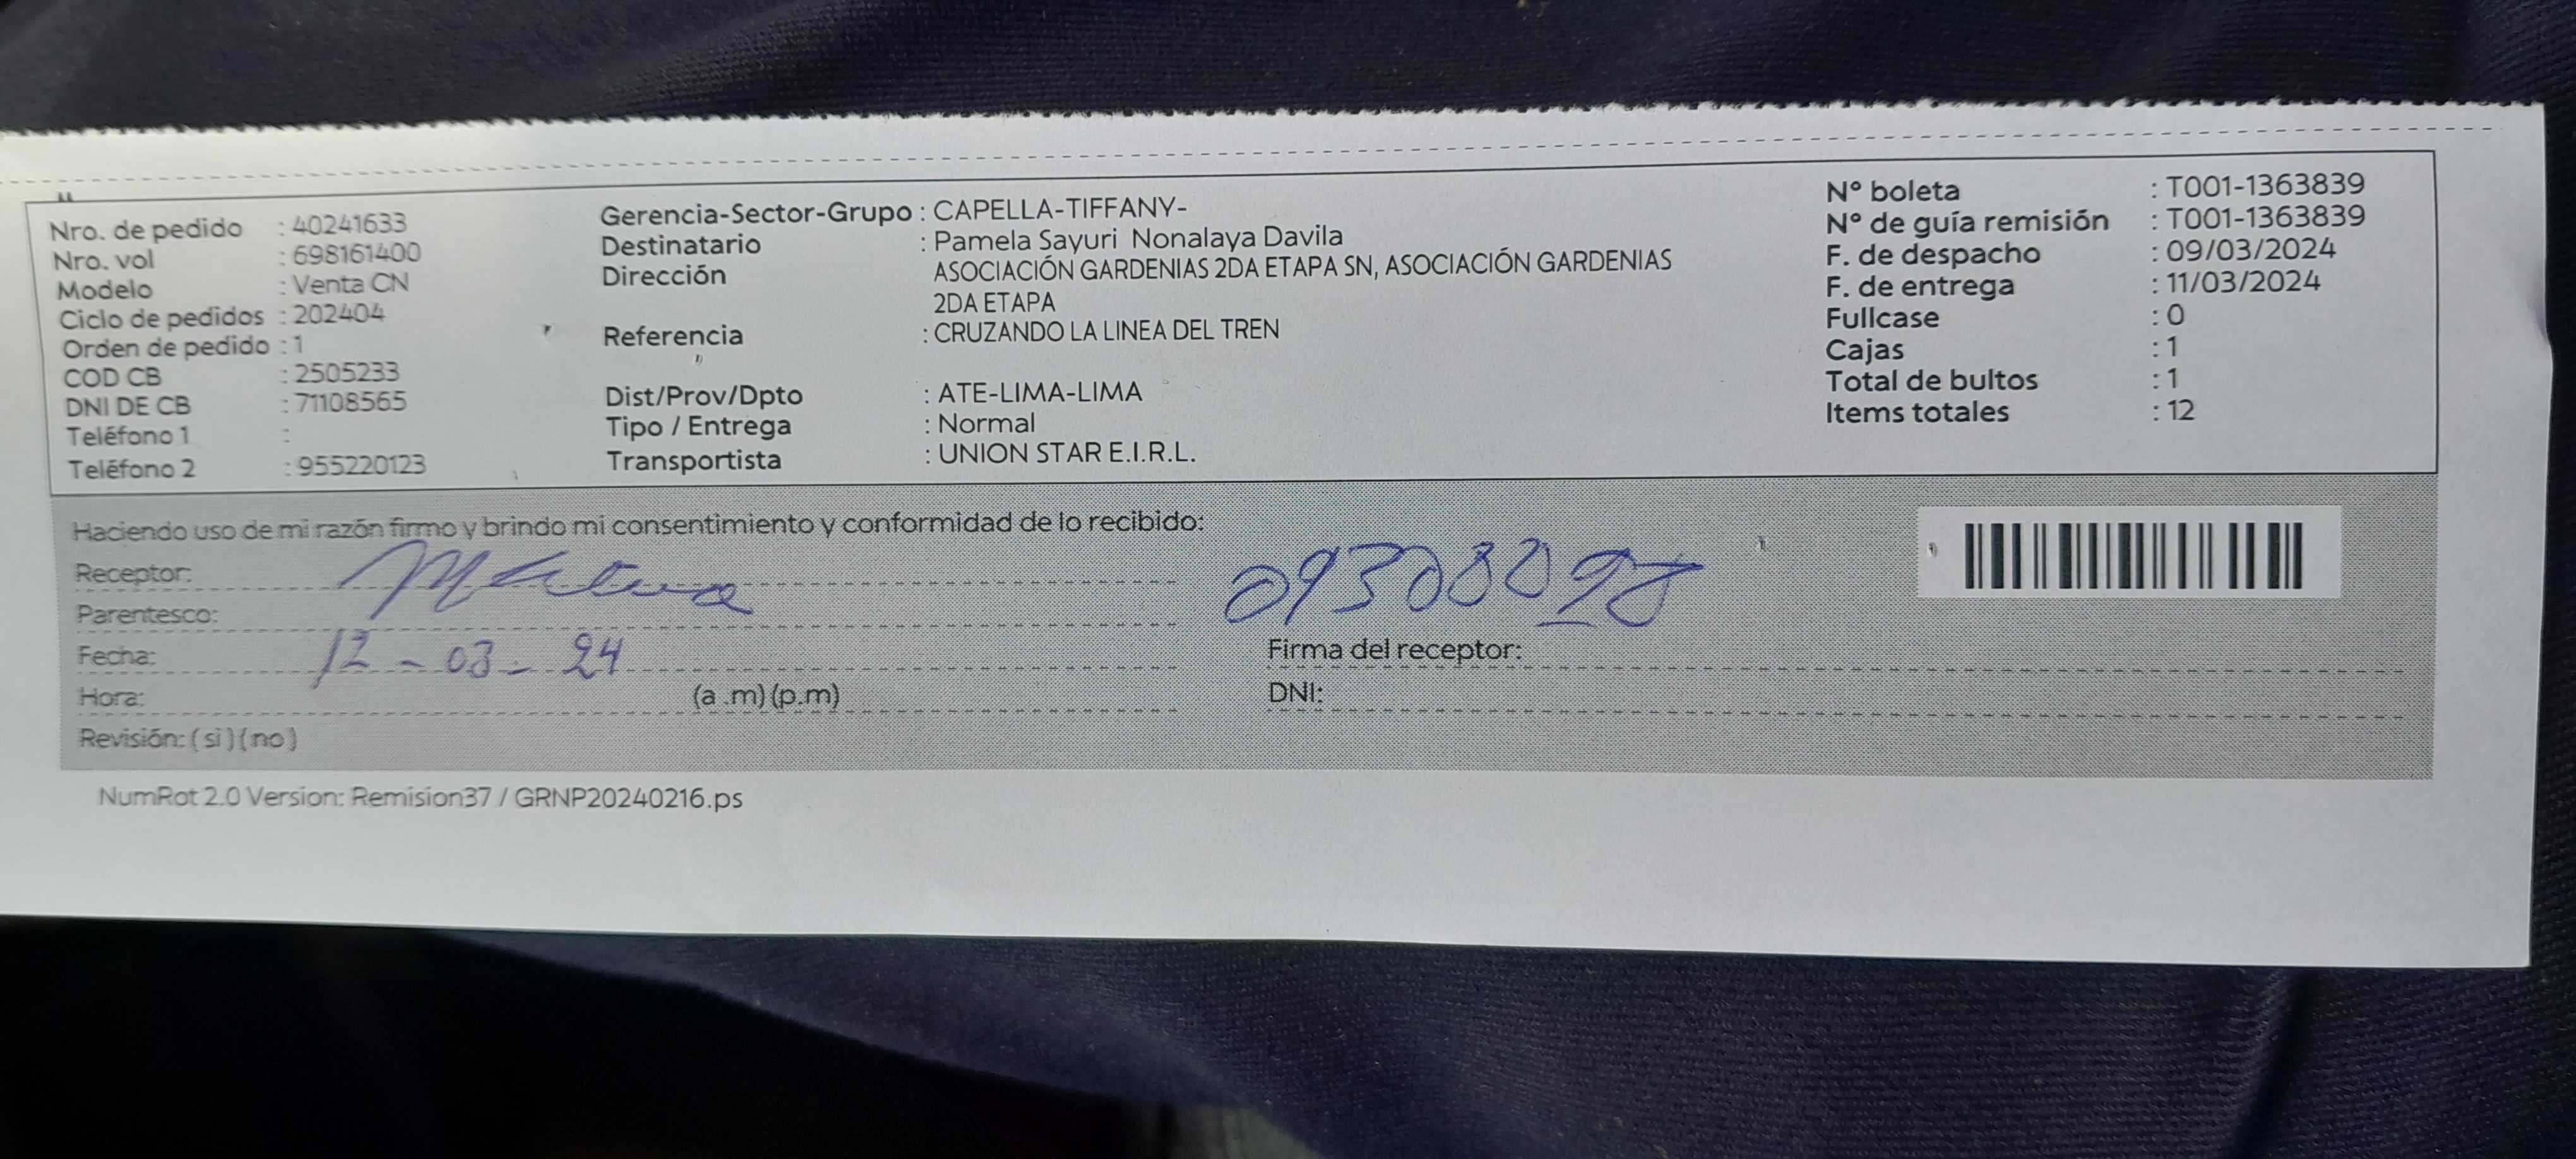 Nro. de pedido : 40241633
Nro. vol : 698161400
Modelo : Venta CN
Ciclo de pedidos : 202404
Orden de pedido : 1
COD CB : 2505233
DNI DE CB : 71108565
Teléfono 1 :
Teléfono 2 : 955220123
Gerencia-Sector-Grupo : CAPELLA-TIFFANY-
Destinatario : Pamela Sayuri Nonalaya Davila
Dirección ASOCIACIÓN GARDENIAS 2DA ETAPA SN, ASOCIACIÓN GARDENIAS
2DA ETAPA
Referencia : CRUZANDO LA LINEA DEL TREN
Dist/Prov/Dpto : ATE-LIMA-LIMA
Tipo / Entrega : Normal
Transportista : UNION STAR E.I.R.L.
N° boleta : T001-1363839
N° de guía remisión : T001-1363839
F. de despacho : 09/03/2024
F. de entrega : 11/03/2024
Fullcase : 0
Cajas : 1
Total de bultos : 1
Items totales : 12
Haciendo uso de mi razón firmo y brindo mi consentimiento y conformidad de lo recibido:
Receptor:
Parentesco:
Fecha: 12-03-24
Hora: (a .m) (p.m)
Revisión: ( si ) ( no )
Firma del receptor:
DNI:
NumRot 2.0 Version: Remision37 / GRNP20240216.ps